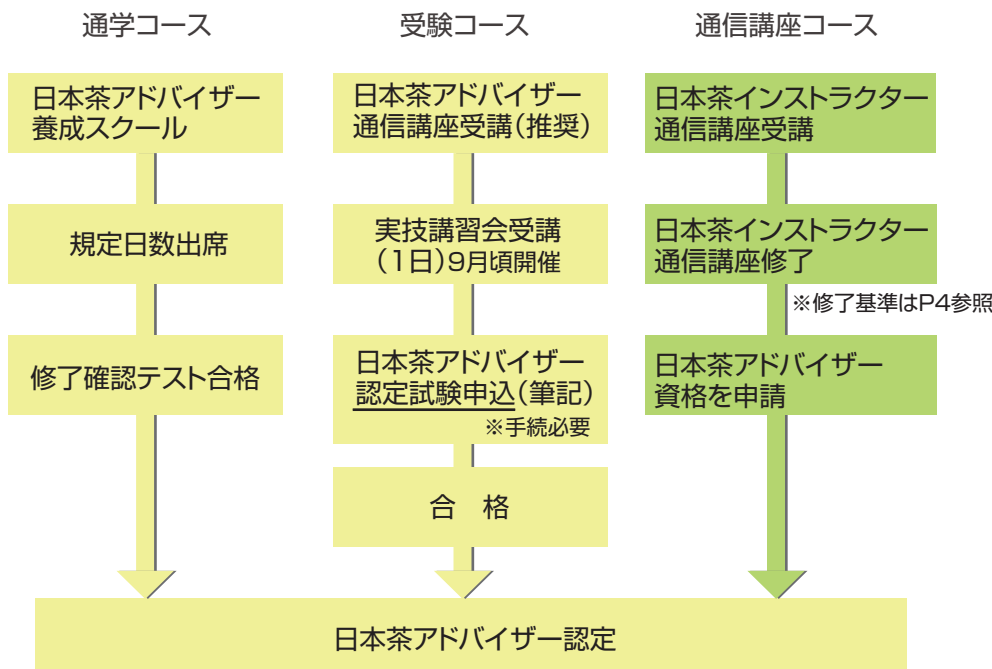 通学コース
日本茶アドバイザー
養成スクール
規定日数出席
修了確認テスト合格
受験コース
日本茶アドバイザー
通信講座受講(推奨)
実技講習会受講
(1日)9月頃開催
日本茶アドバイザー
認定試験申込(筆記)
※手続必要
合　格
通信講座コース
日本茶インストラクター
通信講座受講
日本茶インストラクター
通信講座修了
※修了基準はP4参照
日本茶アドバイザー
資格を申請
日本茶アドバイザー認定